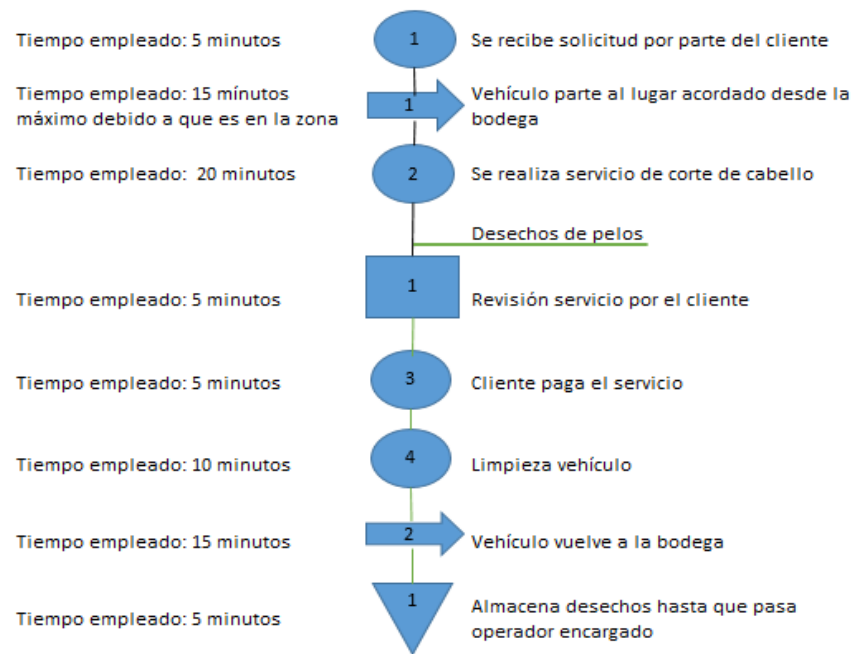 Tiempo empleado: 5 minutos
1
Se recibe solicitud por parte del cliente
Tiempo empleado: 15 mínutos
máximo debido a que es en la zona
1
Vehículo parte al lugar acordado desde la
bodega
Tiempo empleado:  20 minutos
2
Se realiza servicio de corte de cabello
Desechos de pelos
Tiempo empleado: 5 minutos
1
Revisión servicio por el cliente
Tiempo empleado: 5 minutos
3
Cliente paga el servicio
Tiempo empleado: 10 minutos
4
Limpieza vehículo
Tiempo empleado: 15 minutos
2
Vehículo vuelve a la bodega
Tiempo empleado: 5 minutos
1
Almacena desechos hasta que pasa
operador encargado